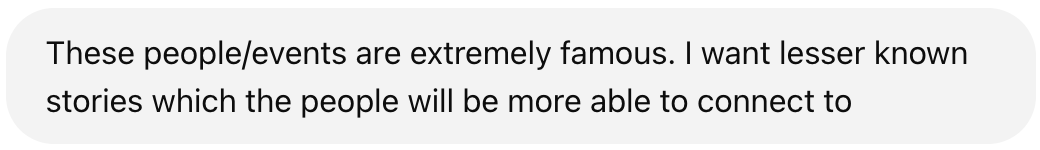 These people/events are extremely famous. I want lesser known
stories which the people will be more able to connect to